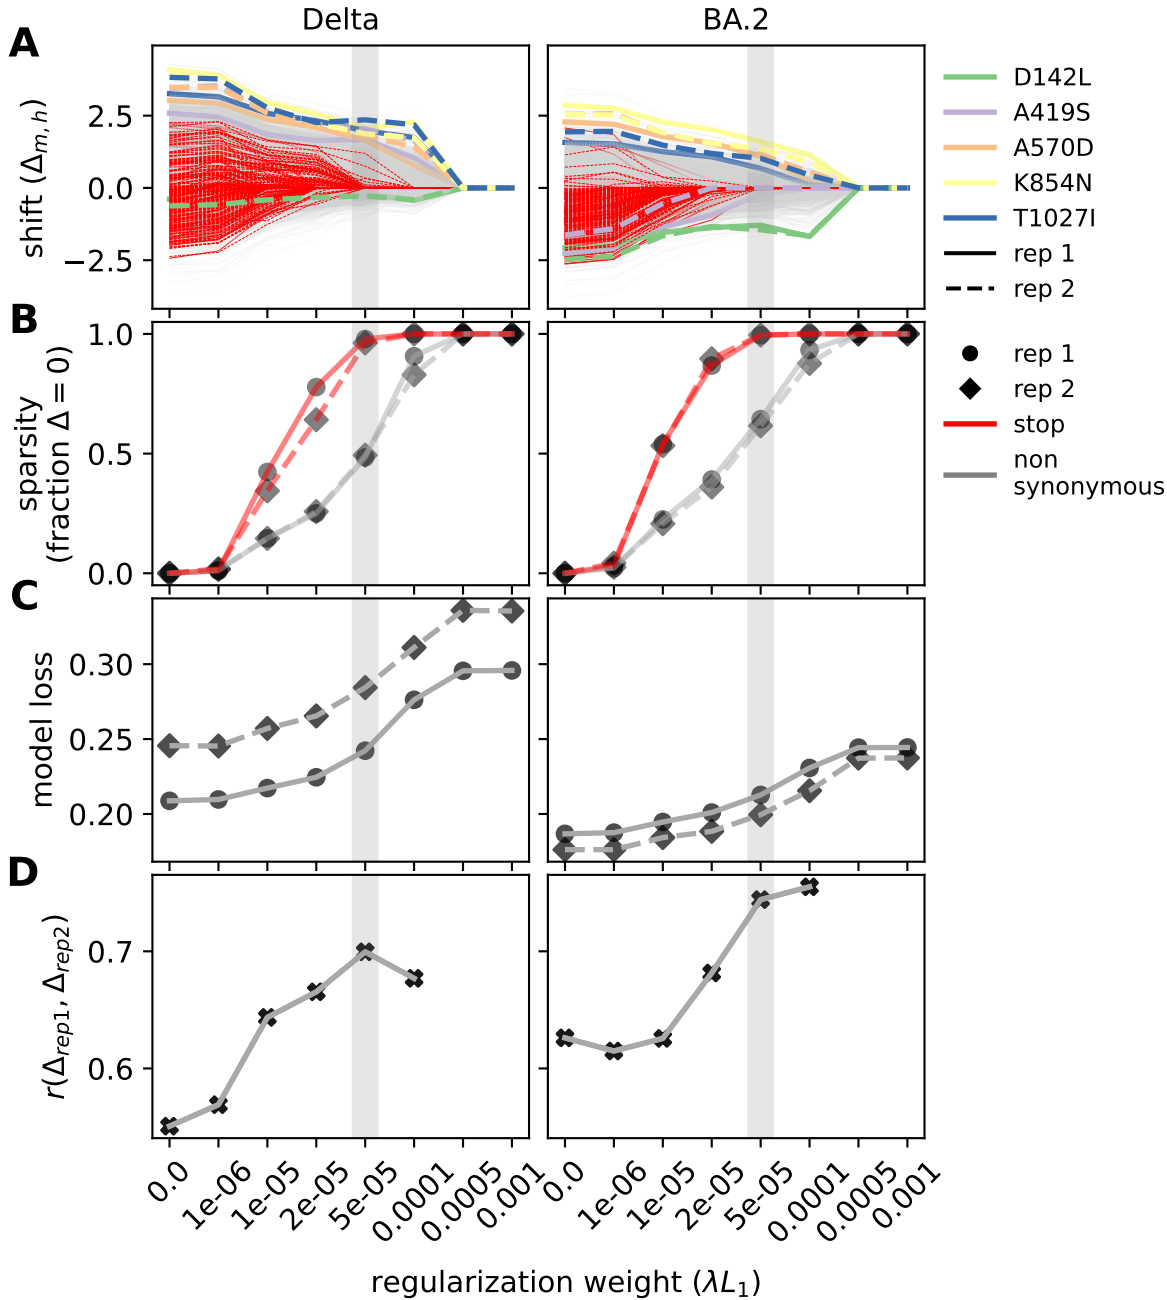 Delta
BA.2
A
shift (Δm, h)
2.5
0.0
−2.5
D142L
A419S
A570D
K854N
T1027I
rep 1
rep 2
B
sparsity
(fraction Δ = 0)
1.0
0.5
0.0
rep 1
rep 2
stop
non
synonymous
C
model loss
0.30
0.25
0.20
D
r(Δrep1, Δrep2)
0.7
0.6
0.0 1e-06 1e-05 2e-05 5e-05 0.0001 0.0005 0.001
0.0 1e-06 1e-05 2e-05 5e-05 0.0001 0.0005 0.001
regularization weight (λL1)